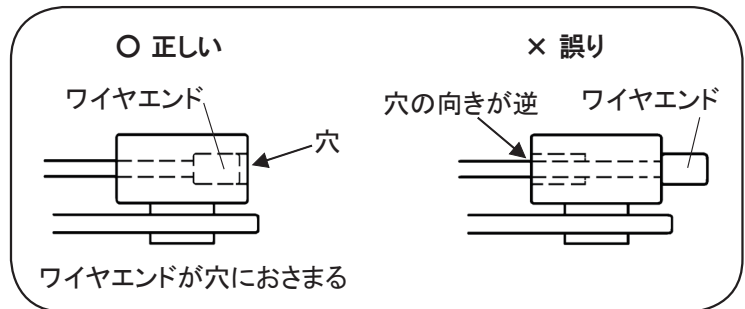 ○ 正しい
ワイヤエンド
穴
ワイヤエンドが穴におさまる
× 誤り
穴の向きが逆
ワイヤエンド